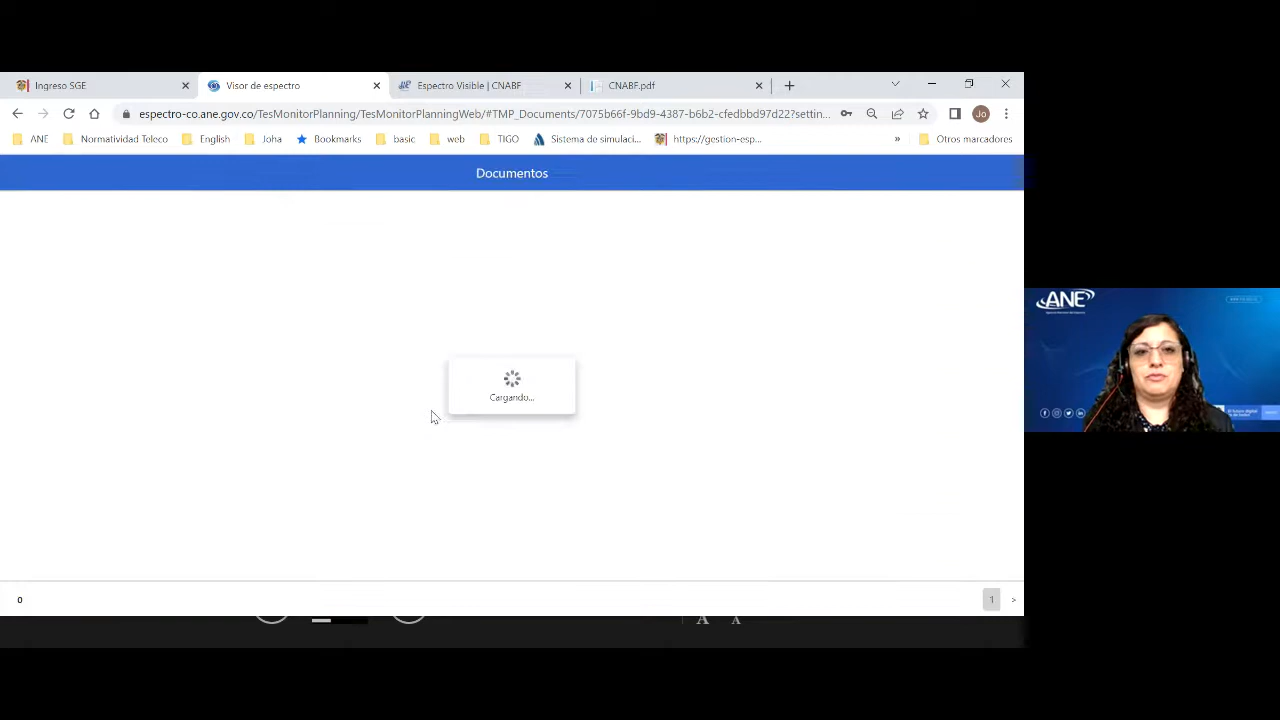 Ingreso SGE
Visor de espectro
Espectro Visible | CNABF
CNABF.pdf
espectro-co.ane.gov.co/TesMonitorPlanning/TesMonitorPlanningWeb/#TMP_Documents/7075b66f-9bd9-4387-b6b2-cfedbbd97d22?settin...
Jo
ANE
Normatividad Teleco
English
Joha
Bookmarks
basic
web
TIGO
Sistema de simulaci...
https://gestion-esp...
»
Otros marcadores
Documentos
Cargando...
0
1
>
A A
ANE